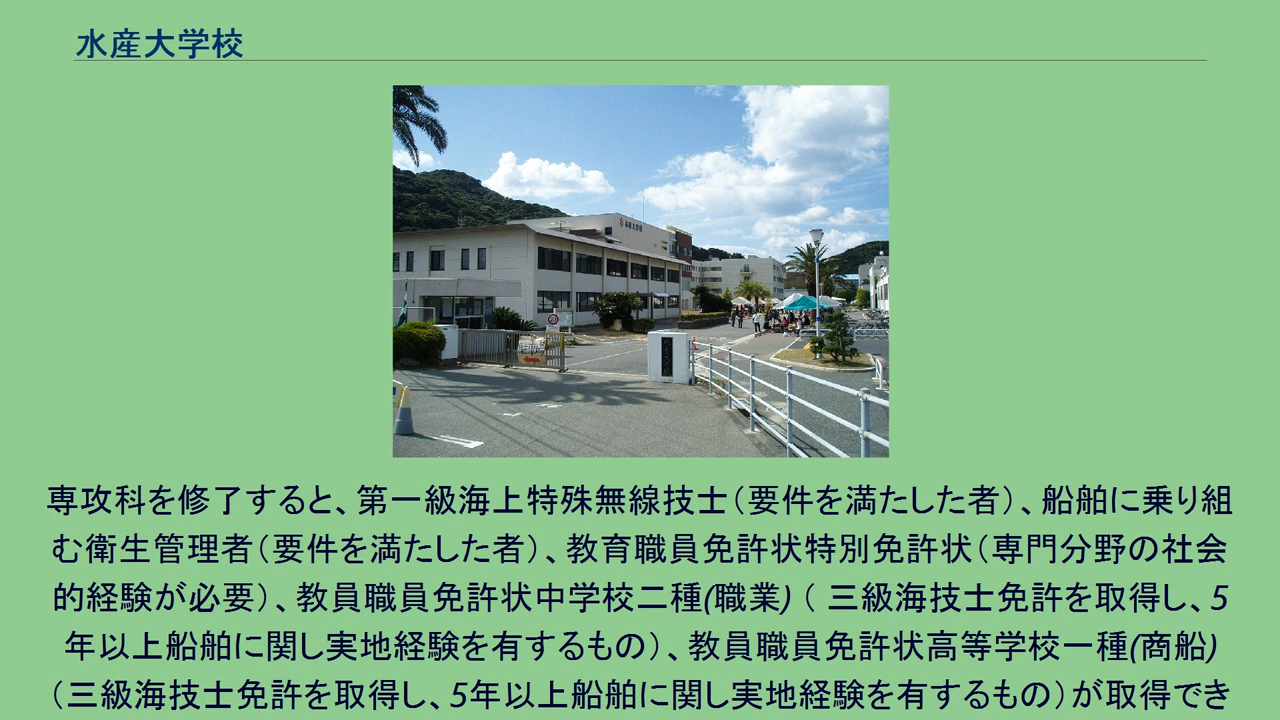 水産大学校
水産大学校
専攻科を修了すると、第一級海上特殊無線技士（要件を満たした者）、船舶に乗り組
む衛生管理者（要件を満たした者）、教育職員免許状特別免許状（専門分野の社会
的経験が必要）、教員職員免許状中学校二種(職業)（ 三級海技士免許を取得し、5
年以上船舶に関し実地経験を有するもの）、教員職員免許状高等学校一種(商船)
（三級海技士免許を取得し、5年以上船舶に関し実地経験を有するもの）が取得でき